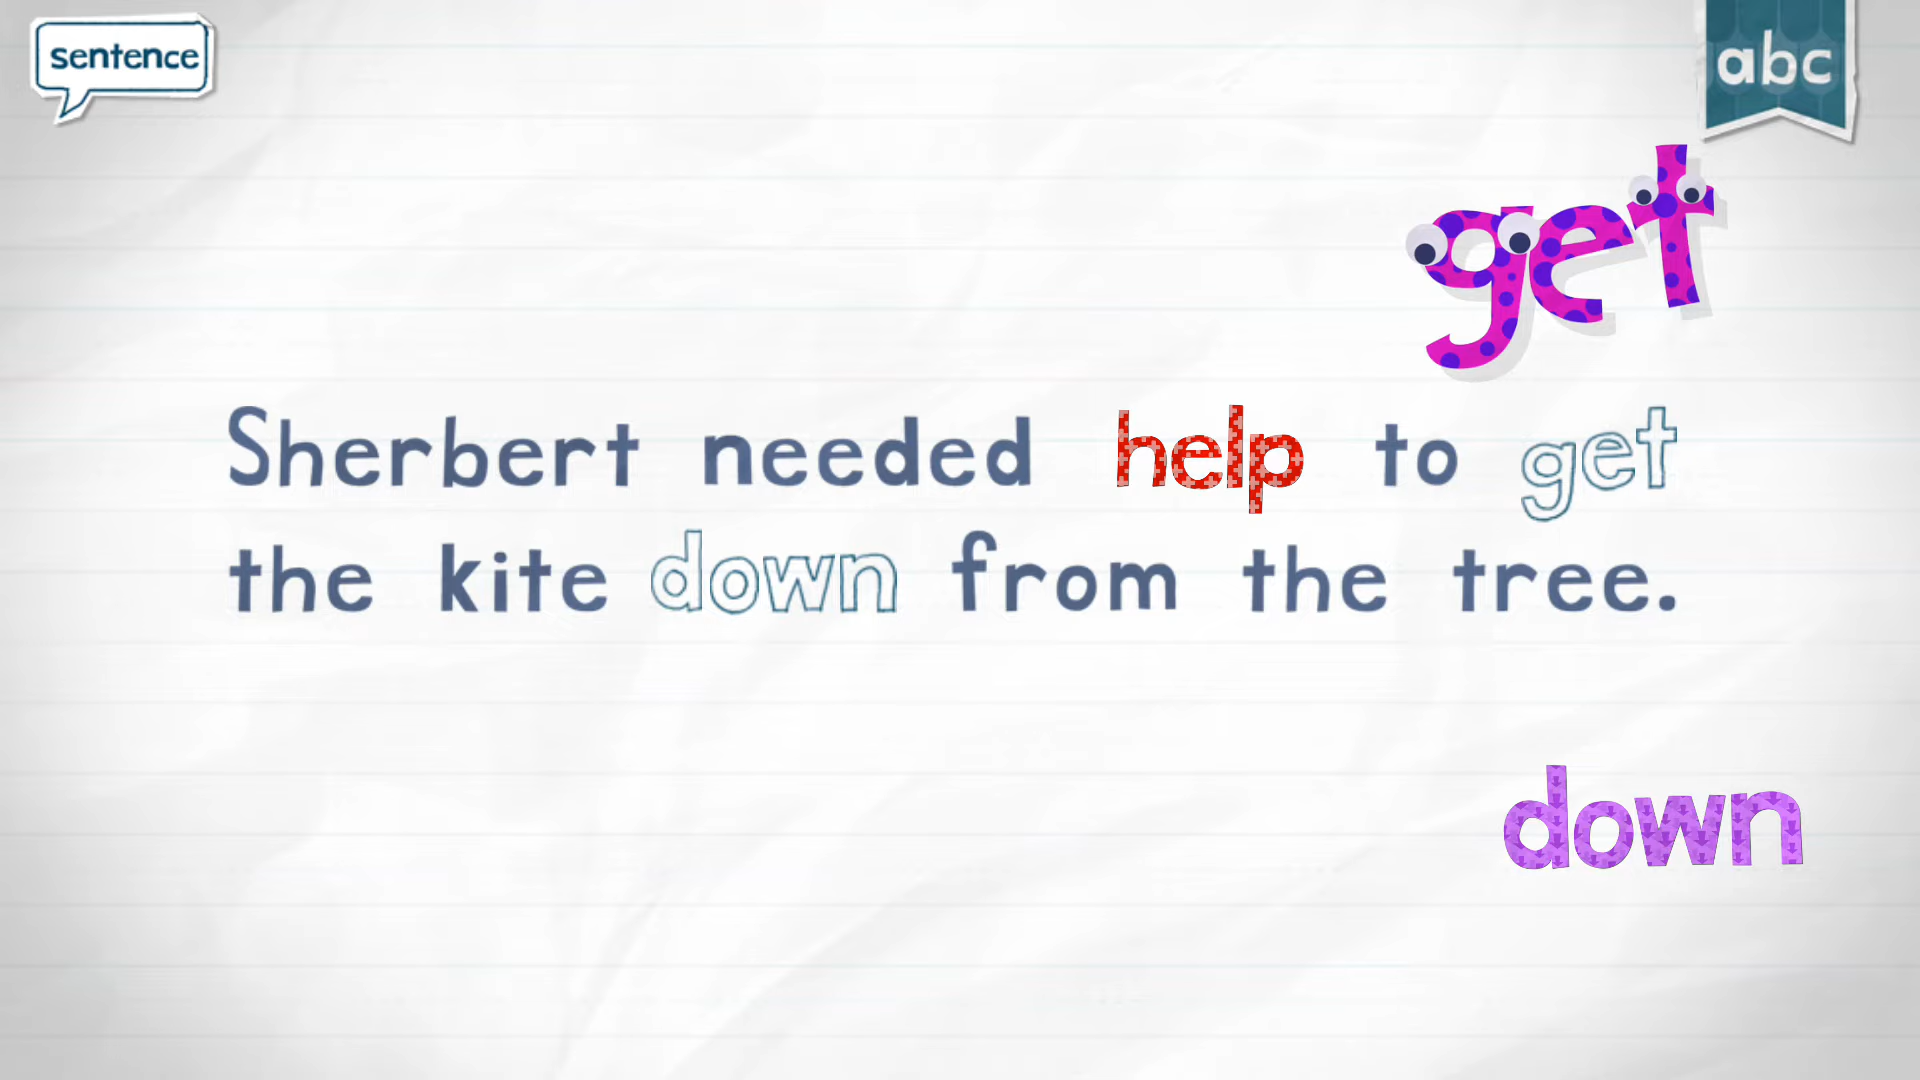 sentence
abc
get
Sherbert needed help to get
the kite down from the tree.
down